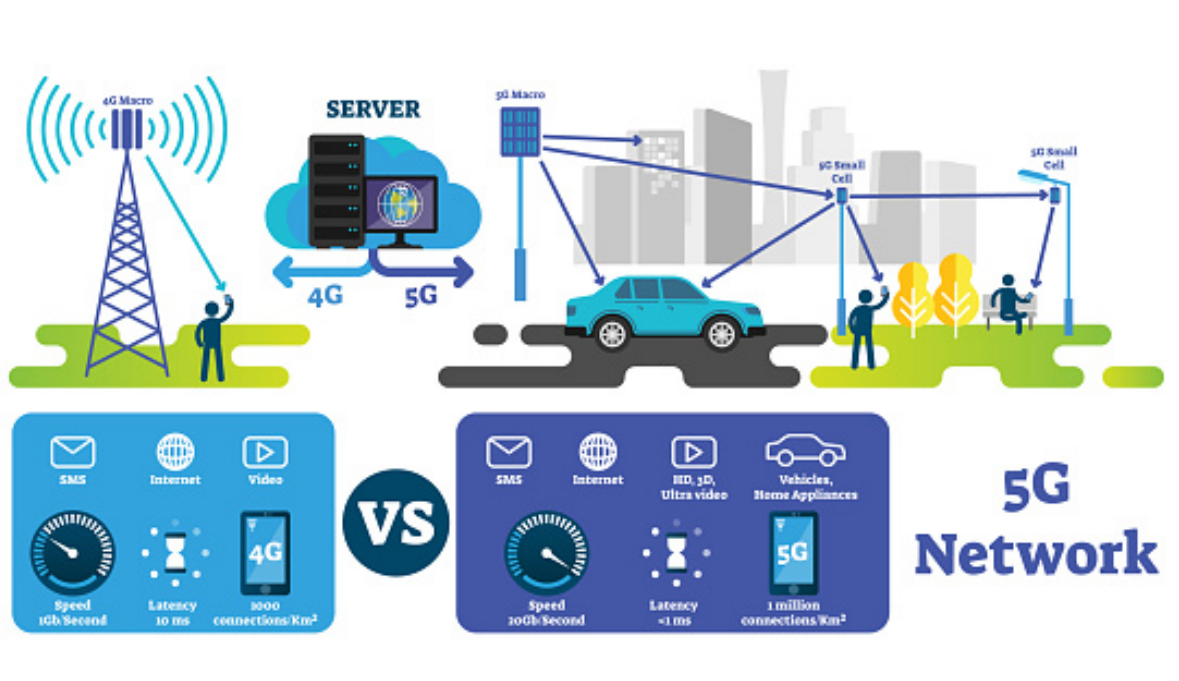 4G Macro
SERVER
4G
5G
5G Macro
5G Small
Cell
5G Small
Cell
SMS
Internet
Video
4G
Speed
1Gb/Second
Latency
10 ms
1000
connections/Km²
VS
SMS
Internet
HD, 3D,
Ultra video
Vehicles,
Home Appliances
5G
Speed
20Gb/Second
Latency
<1 ms
1 million
connections/Km²
5G
Network